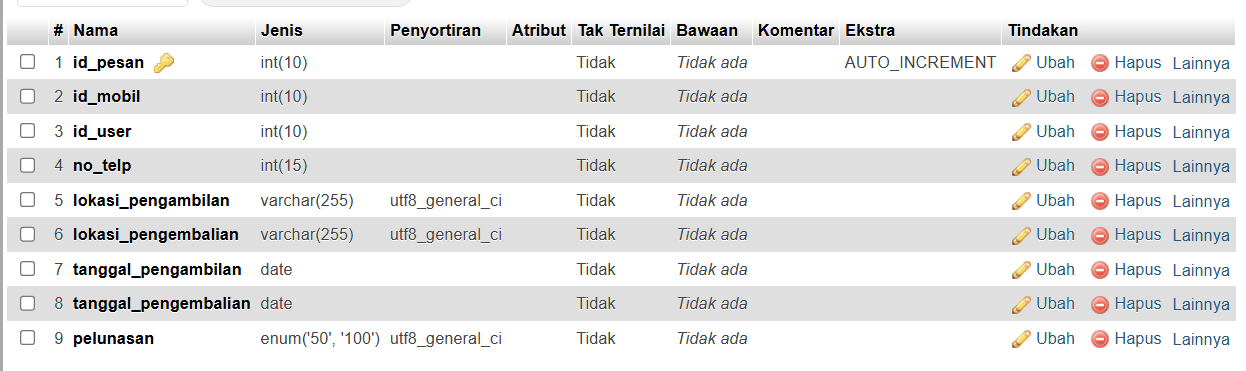 # Nama Jenis Penyortiran Atribut Tak Ternilai Bawaan Komentar Ekstra Tindakan
1 id_pesan int(10) Tidak Tidak ada AUTO_INCREMENT Ubah Hapus Lainnya
2 id_mobil int(10) Tidak Tidak ada Ubah Hapus Lainnya
3 id_user int(10) Tidak Tidak ada Ubah Hapus Lainnya
4 no_telp int(15) Tidak Tidak ada Ubah Hapus Lainnya
5 lokasi_pengambilan varchar(255) utf8_general_ci Tidak Tidak ada Ubah Hapus Lainnya
6 lokasi_pengembalian varchar(255) utf8_general_ci Tidak Tidak ada Ubah Hapus Lainnya
7 tanggal_pengambilan date Tidak Tidak ada Ubah Hapus Lainnya
8 tanggal_pengembalian date Tidak Tidak ada Ubah Hapus Lainnya
9 pelunasan enum('50', '100') utf8_general_ci Tidak Tidak ada Ubah Hapus Lainnya